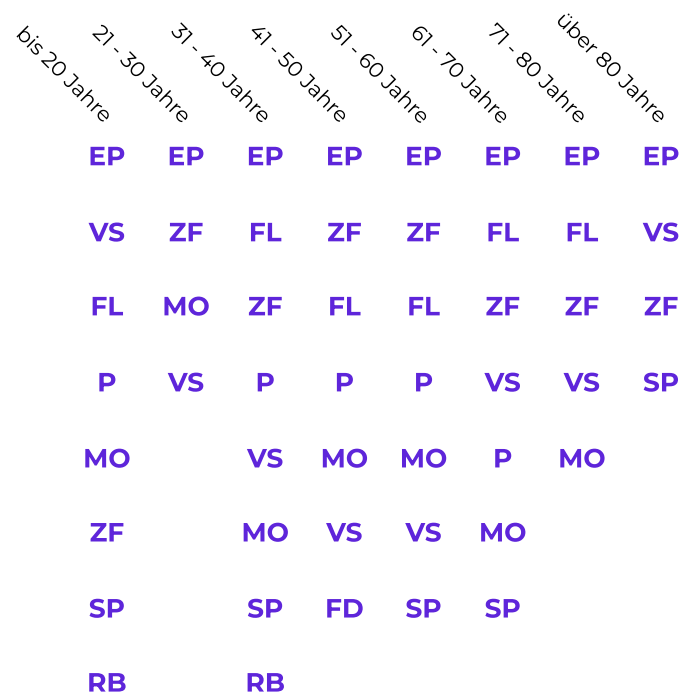 bis 20 Jahre 21 - 30 Jahre 31 - 40 Jahre 41 - 50 Jahre 51 - 60 Jahre 61 - 70 Jahre 71 - 80 Jahre über 80 Jahre
EP EP EP EP EP EP EP EP
VS ZF FL ZF ZF FL FL VS
FL MO ZF FL FL ZF ZF ZF
P VS P P P VS VS SP
MO VS MO MO P MO
ZF MO VS VS MO
SP SP FD SP SP
RB RB